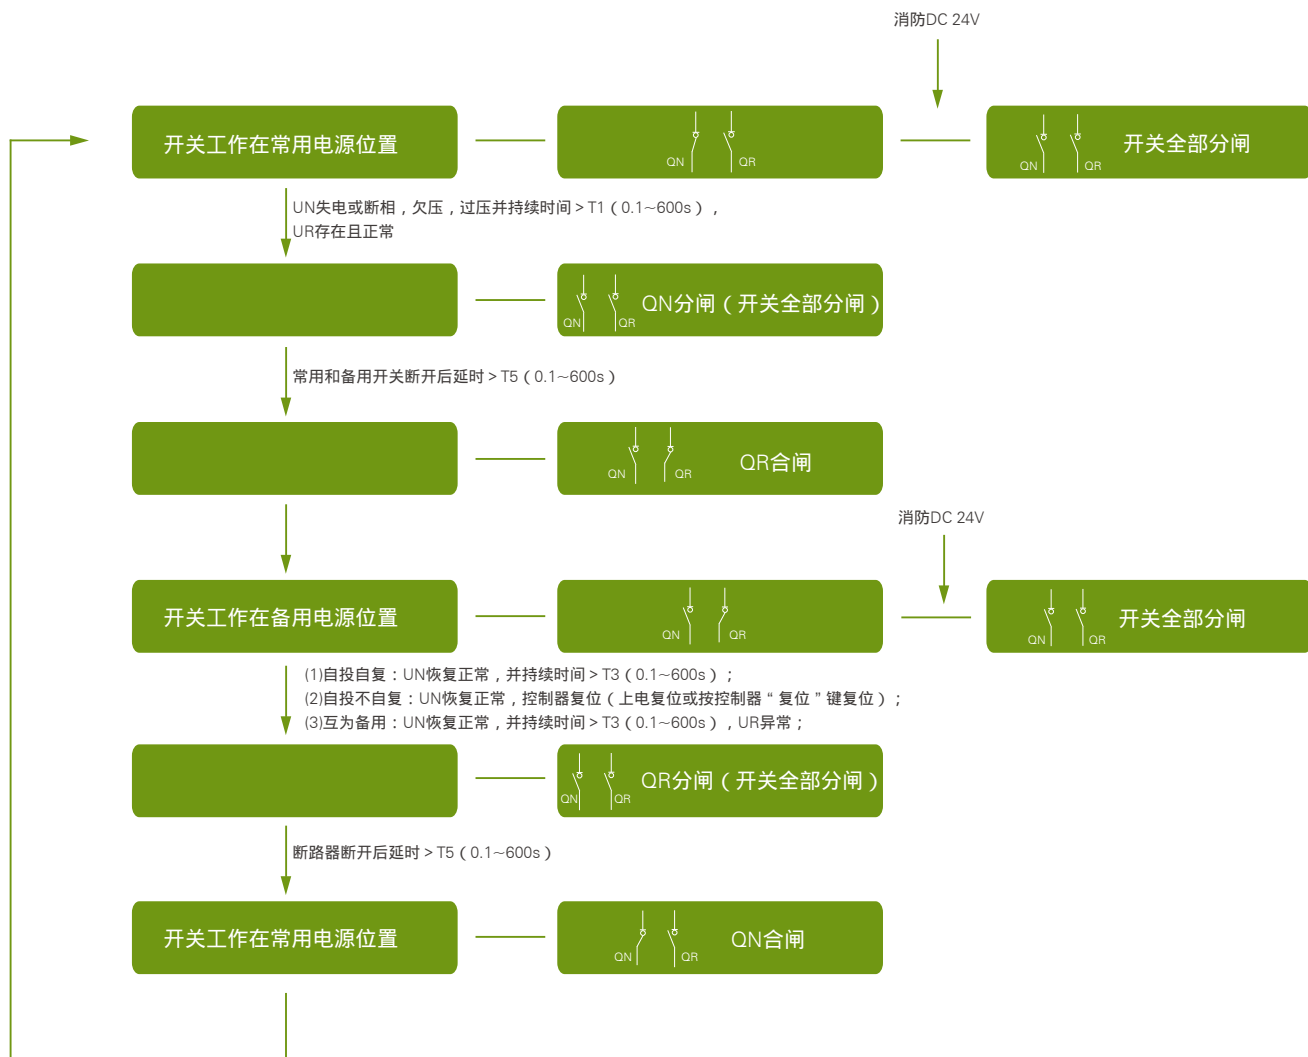 消防DC 24V
开关工作在常用电源位置
QN
QR
QN
QR
开关全部分闸
UN失电或断相，欠压，过压并持续时间＞T1（0.1~600s），
UR存在且正常
QN
QR
QN分闸（开关全部分闸）
常用和备用开关断开后延时＞T5（0.1~600s）
QN
QR
QR合闸
消防DC 24V
开关工作在备用电源位置
QN
QR
QN
QR
开关全部分闸
(1)自投自复：UN恢复正常，并持续时间＞T3（0.1~600s）；
(2)自投不自复：UN恢复正常，控制器复位（上电复位或按控制器“复位”键复位）；
(3)互为备用：UN恢复正常，并持续时间＞T3（0.1~600s），UR异常；
QN
QR
QR分闸（开关全部分闸）
断路器断开后延时＞T5（0.1~600s）
开关工作在常用电源位置
QN
QR
QN合闸